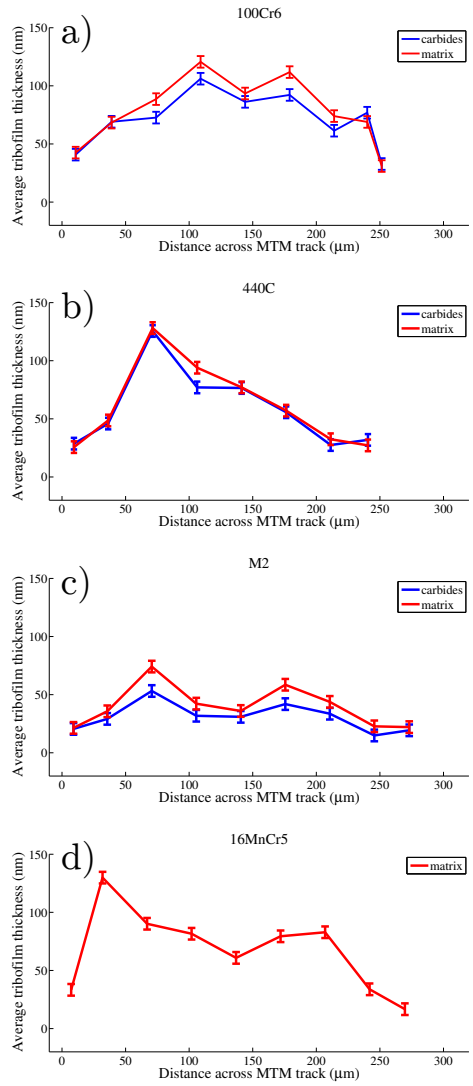 100Cr6
a)
carbides
matrix
150
100
50
0
Average tribofilm thickness (nm)
0 50 100 150 200 250 300
Distance across MTM track (μm)
440C
b)
carbides
matrix
150
100
50
0
Average tribofilm thickness (nm)
0 50 100 150 200 250 300
Distance across MTM track (μm)
M2
c)
carbides
matrix
150
100
50
0
Average tribofilm thickness (nm)
0 50 100 150 200 250 300
Distance across MTM track (μm)
16MnCr5
d)
matrix
150
100
50
0
Average tribofilm thickness (nm)
0 50 100 150 200 250 300
Distance across MTM track (μm)